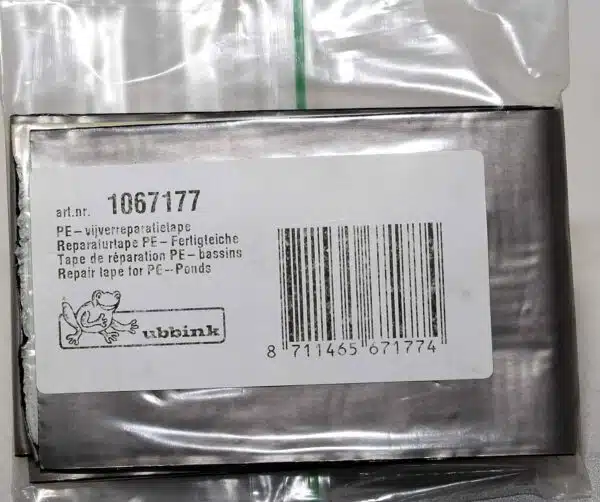 art.nr. 1067177
PE-vijverreparatietape
Reparaturtape PE-Fertigteiche
Tape de réparation PE-bassins
Repair tape for PE-Ponds
ubbink
8 711465 671774